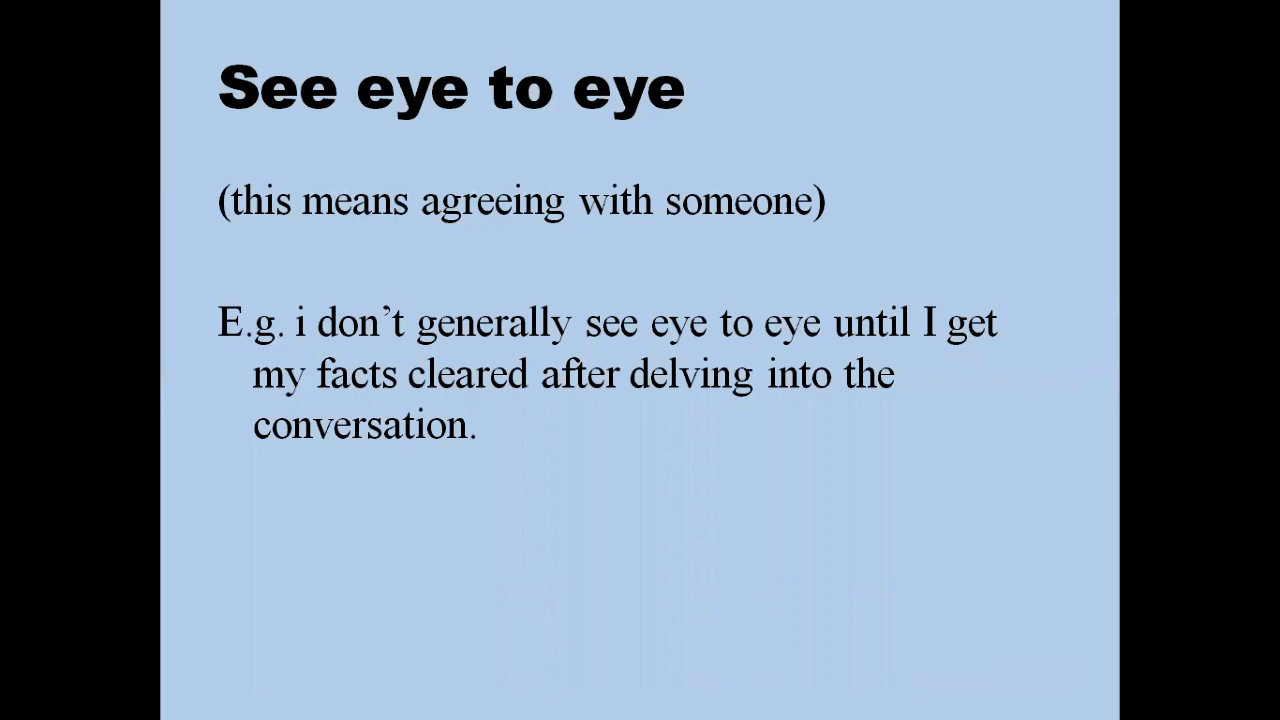 See eye to eye
(this means agreeing with someone)
E.g. i don’t generally see eye to eye until I get
my facts cleared after delving into the
conversation.